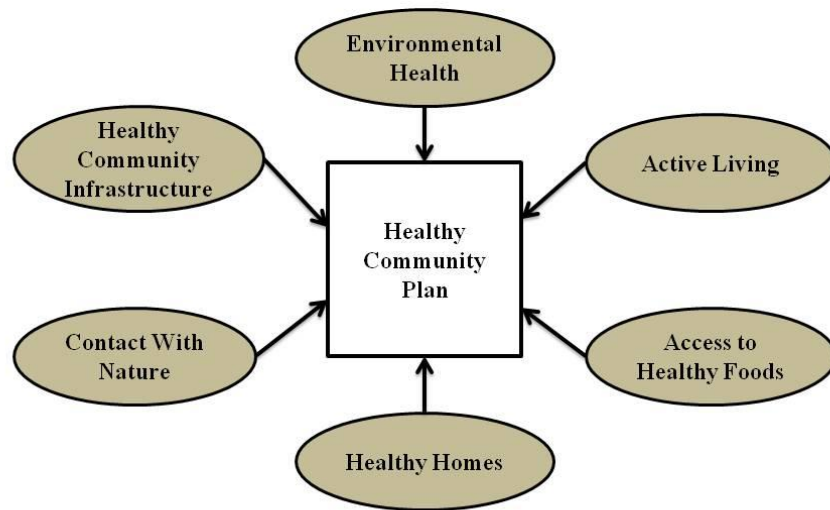 Environmental
Health
Healthy
Community
Infrastructure
Active Living
Healthy
Community
Plan
Contact With
Nature
Access to
Healthy Foods
Healthy Homes